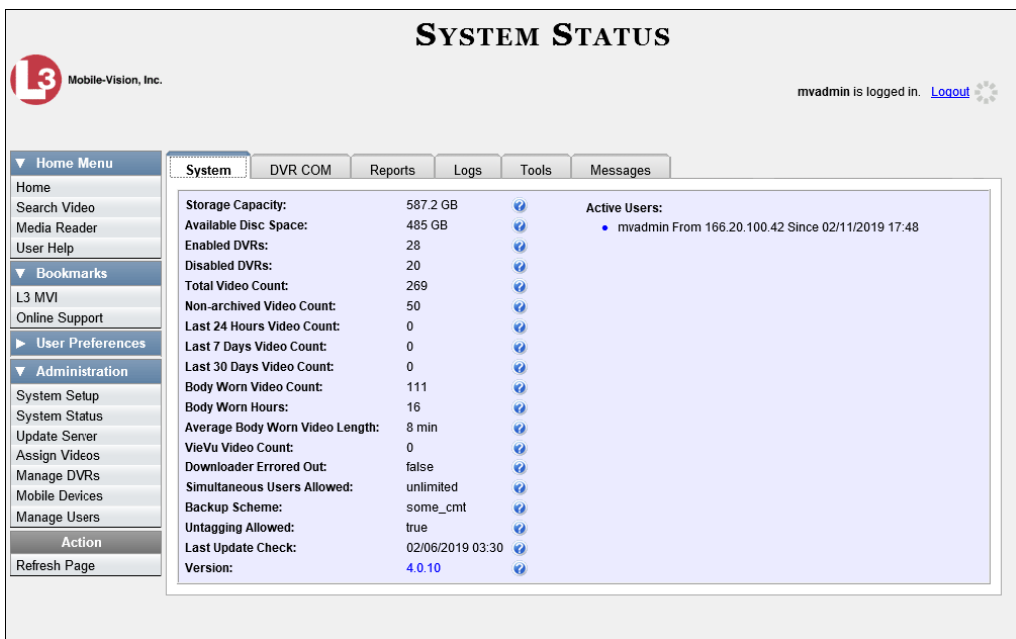 SYSTEM STATUS
L3
Mobile-Vision, Inc.
mvadmin is logged in. Logout
▼ Home Menu
Home
Search Video
Media Reader
User Help
▼ Bookmarks
L3 MVI
Online Support
▶ User Preferences
▼ Administration
System Setup
System Status
Update Server
Assign Videos
Manage DVRs
Mobile Devices
Manage Users
Action
Refresh Page
System DVR COM Reports Logs Tools Messages
Storage Capacity: 587.2 GB ?
Available Disc Space: 485 GB ?
Enabled DVRs: 28 ?
Disabled DVRs: 20 ?
Total Video Count: 269 ?
Non-archived Video Count: 50 ?
Last 24 Hours Video Count: 0 ?
Last 7 Days Video Count: 0 ?
Last 30 Days Video Count: 0 ?
Body Worn Video Count: 111 ?
Body Worn Hours: 16 ?
Average Body Worn Video Length: 8 min ?
VieVu Video Count: 0 ?
Downloader Errored Out: false ?
Simultaneous Users Allowed: unlimited ?
Backup Scheme: some_cmt ?
Untagging Allowed: true ?
Last Update Check: 02/06/2019 03:30 ?
Version: 4.0.10 ?
Active Users:
• mvadmin From 166.20.100.42 Since 02/11/2019 17:48